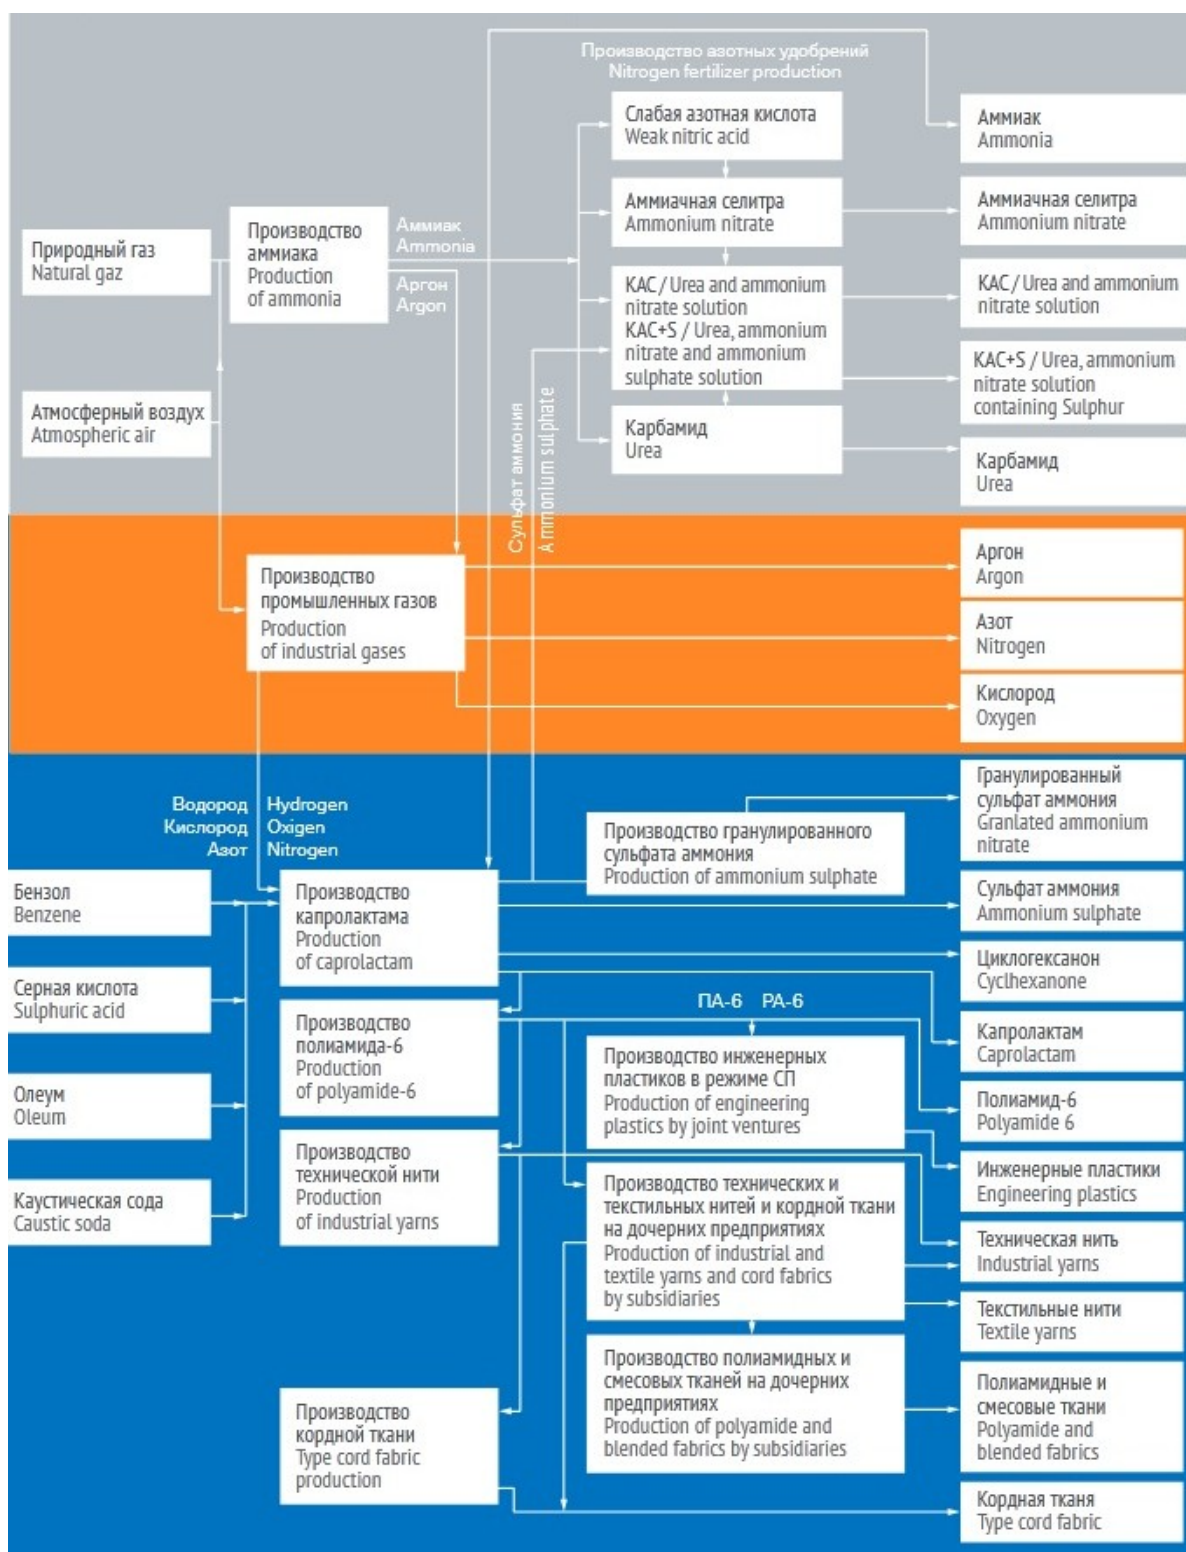 Производство азотных удобрений
Nitrogen fertilizer production
Слабая азотная кислота
Weak nitric acid
Аммиак
Ammonia
Аммиачная селитра
Ammonium nitrate
Аммиачная селитра
Ammonium nitrate
Природный газ
Natural gaz
Производство
аммиака
Production
of ammonia
Аммиак
Ammonia
Аргон
Argon
КАС / Urea and ammonium
nitrate solution
КАС+S / Urea, ammonium
nitrate and ammonium
sulphate solution
КАС / Urea and ammonium
nitrate solution
КАС+S / Urea, ammonium
nitrate solution
containing Sulphur
Атмосферный воздух
Atmospheric air
Карбамид
Urea
Карбамид
Urea
Сульфат аммония
A mmonium sulphate
Производство
промышленных газов
Production
of industrial gases
Аргон
Argon
Азот
Nitrogen
Кислород
Oxygen
Водород
Кислород
Азот
Hydrogen
Oxigen
Nitrogen
Производство гранулированного
сульфата аммония
Production of ammonium sulphate
Гранулированный
сульфат аммония
Granlated ammonium
nitrate
Бензол
Benzene
Производство
капролактама
Production
of caprolactam
Сульфат аммония
Ammonium sulphate
Циклогексанон
Cyclhexanone
Серная кислота
Sulphuric acid
Производство
полиамида-6
Production
of polyamide-6
ПА-6 PA-6
Производство инженерных
пластиков в режиме СП
Production of engineering
plastics by joint ventures
Капролактам
Caprolactam
Олеум
Oleum
Полиамид-6
Polyamide 6
Производство
технической нити
Production
of industrial yarns
Инженерные пластики
Engineering plastics
Каустическая сода
Caustic soda
Производство технических и
текстильных нитей и кордной ткани
на дочерних предприятиях
Production of industrial and
textile yarns and cord fabrics
by subsidiaries
Техническая нить
Industrial yarns
Текстильные нити
Textile yarns
Производство полиамидных и
смесовых тканей на дочерних
предприятиях
Production of polyamide and
blended fabrics by subsidiaries
Полиамидные и
смесовые ткани
Polyamide and
blended fabrics
Производство
кордной ткани
Type cord fabric
production
Кордная тканя
Type cord fabric